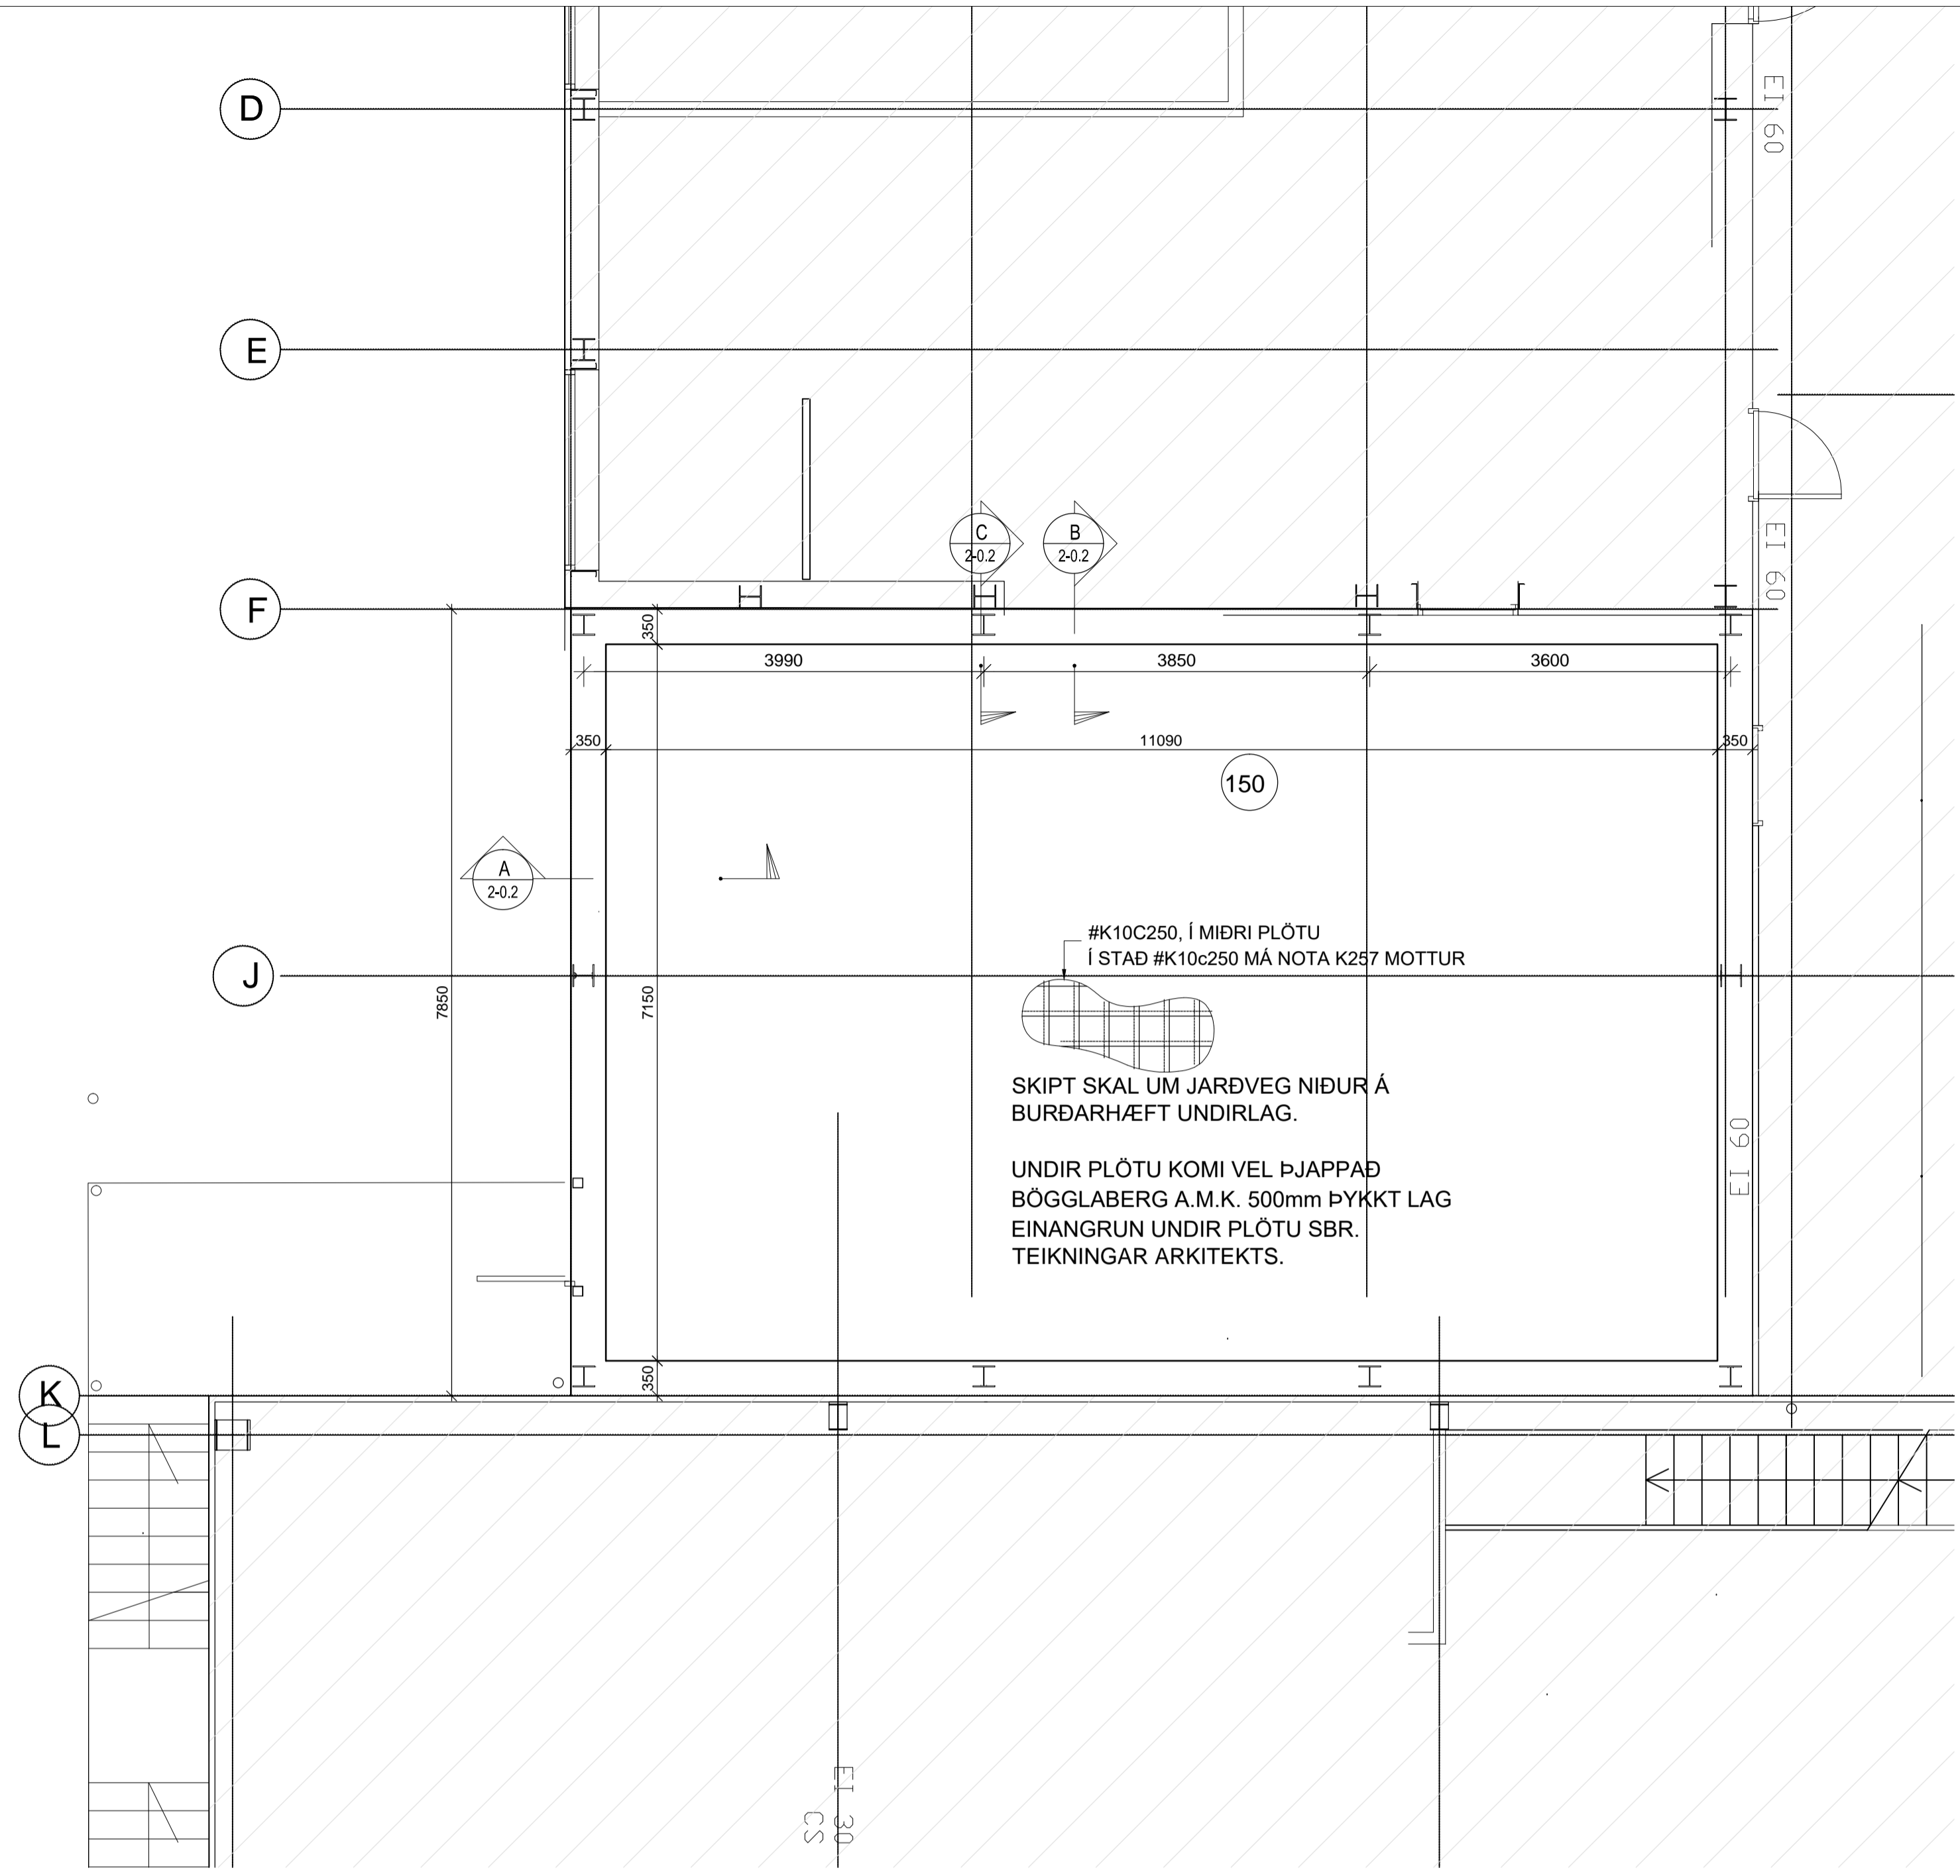 D
EI 60
E
C
2-0.2
B
2-0.2
EI 60
F
350
3990
3850
3600
350
11090
350
150
A
2-0.2
#K10C250, Í MIÐRI PLÖTU
Í STAÐ #K10c250 MÁ NOTA K257 MOTTUR
J
7850
7150
SKIPT SKAL UM JARÐVEG NIÐUR Á
BURÐARHÆFT UNDIRLAG.
UNDIR PLÖTU KOMI VEL ÞJAPPAÐ
BÖGGLABERG A.M.K. 500mm ÞYKKT LAG
EINANGRUN UNDIR PLÖTU SBR.
TEIKNINGAR ARKITEKTS.
EI 60
350
K
L
EI 30
CS